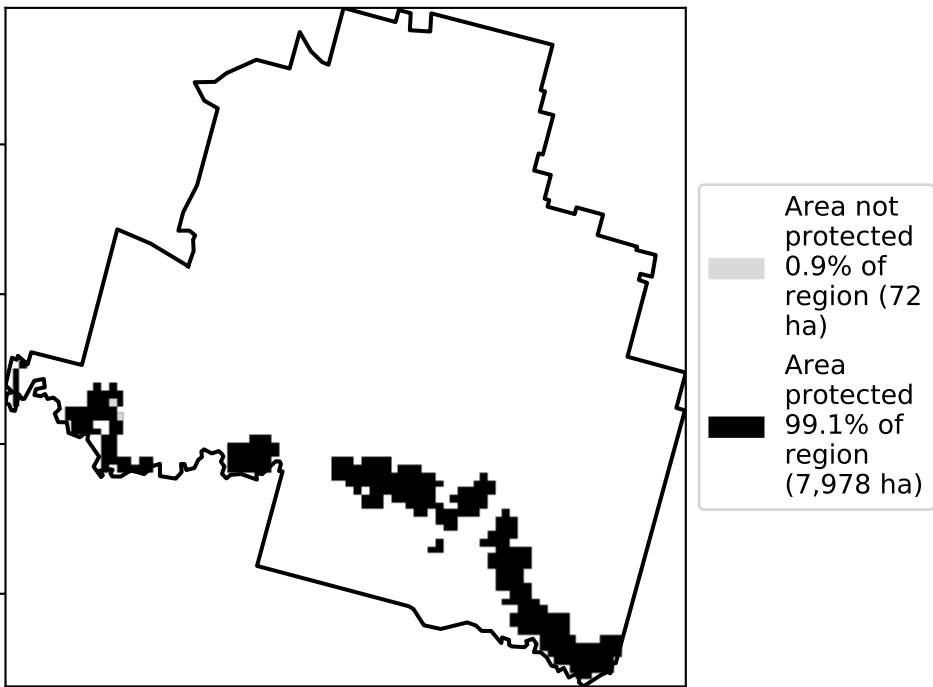 Area not
protected
0.9% of
region (72
ha)
Area
protected
99.1% of
region
(7,978 ha)